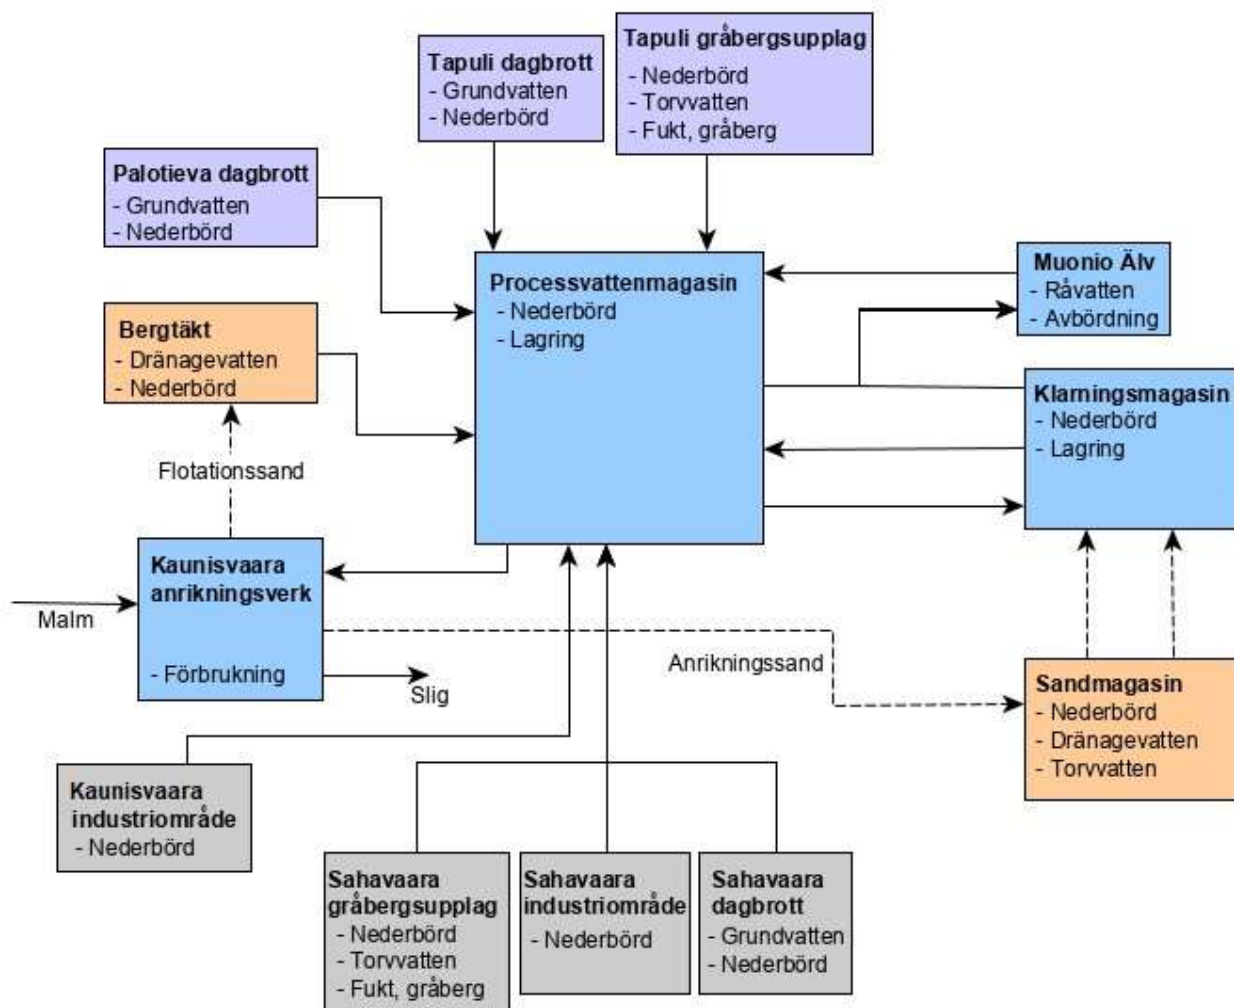 Tapuli dagbrott
- Grundvatten
- Nederbörd
Tapuli gråbergsupplag
- Nederbörd
- Torvvatten
- Fukt, gråberg
Palotieva dagbrott
- Grundvatten
- Nederbörd
Processvattenmagasin
- Nederbörd
- Lagring
Muonio Älv
- Råvatten
- Avbördning
Bergtäkt
- Dränagevatten
- Nederbörd
Klarningsmagasin
- Nederbörd
- Lagring
Flotationssand
Kaunisvaara
anrikningsverk
- Förbrukning
Malm
Slig
Anrikningssand
Sandmagasin
- Nederbörd
- Dränagevatten
- Torvvatten
Kaunisvaara
industriområde
- Nederbörd
Sahavaara
gråbergsupplag
- Nederbörd
- Torvvatten
- Fukt, gråberg
Sahavaara
industriområde
- Nederbörd
Sahavaara
dagbrott
- Grundvatten
- Nederbörd